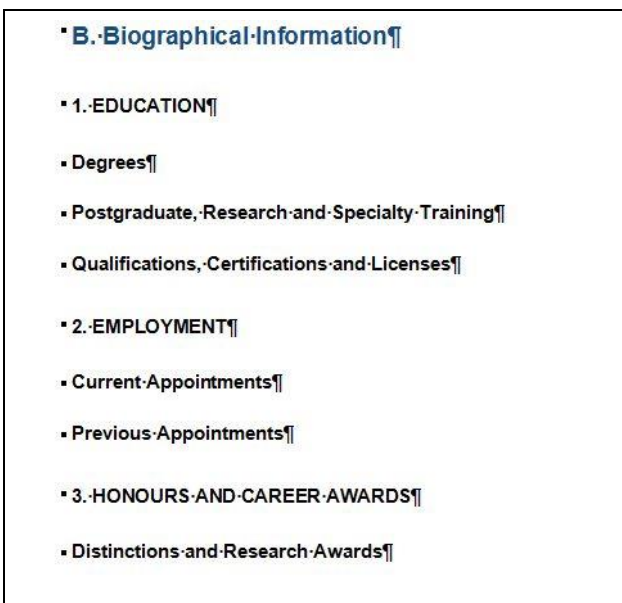 B. Biographical Information¶
1. EDUCATION¶
Degrees¶
Postgraduate, Research and Specialty Training¶
Qualifications, Certifications and Licenses¶
2. EMPLOYMENT¶
Current Appointments¶
Previous Appointments¶
3. HONOURS AND CAREER AWARDS¶
Distinctions and Research Awards¶